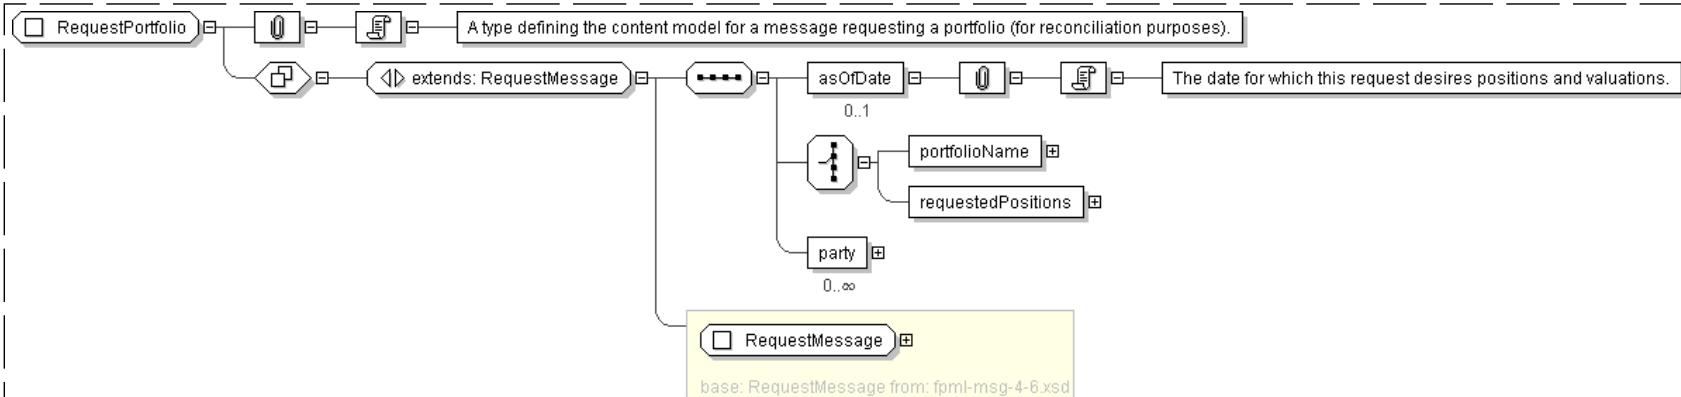 RequestPortfolio
A type defining the content model for a message requesting a portfolio (for reconciliation purposes).
extends: RequestMessage
asOfDate
The date for which this request desires positions and valuations.
0..1
portfolioName
requestedPositions
party
0..∞
RequestMessage
base: RequestMessage from: fpml-msg-4-6.xsd